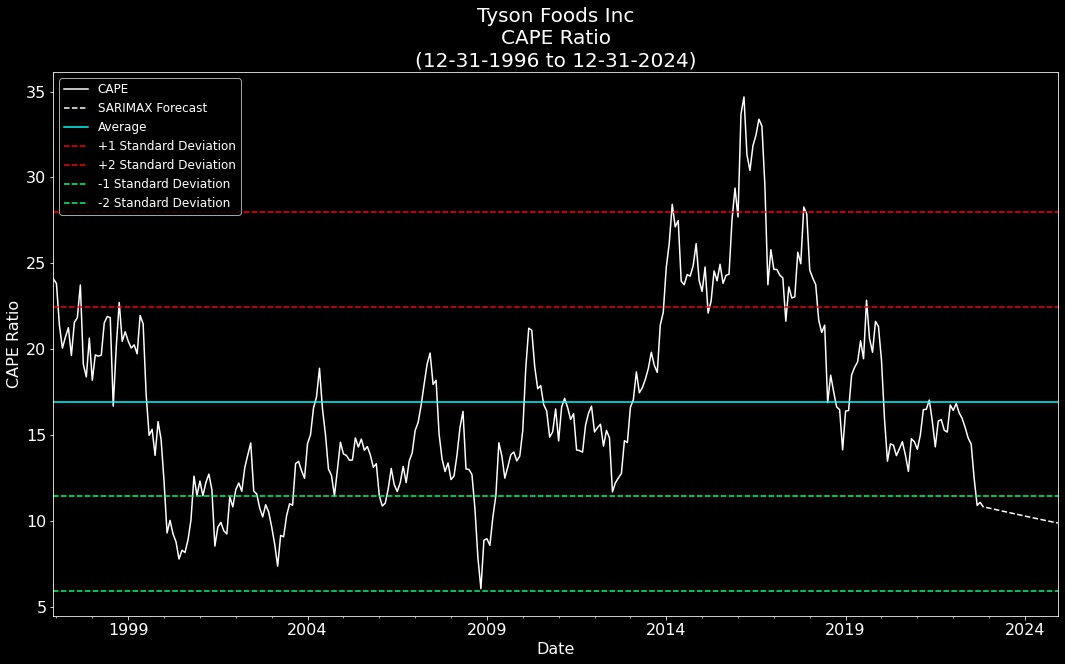 Tyson Foods Inc
CAPE Ratio
(12-31-1996 to 12-31-2024)
CAPE
SARIMAX Forecast
Average
+1 Standard Deviation
+2 Standard Deviation
-1 Standard Deviation
-2 Standard Deviation
CAPE Ratio
35
30
25
20
15
10
5
1999 2004 2009 2014 2019 2024
Date